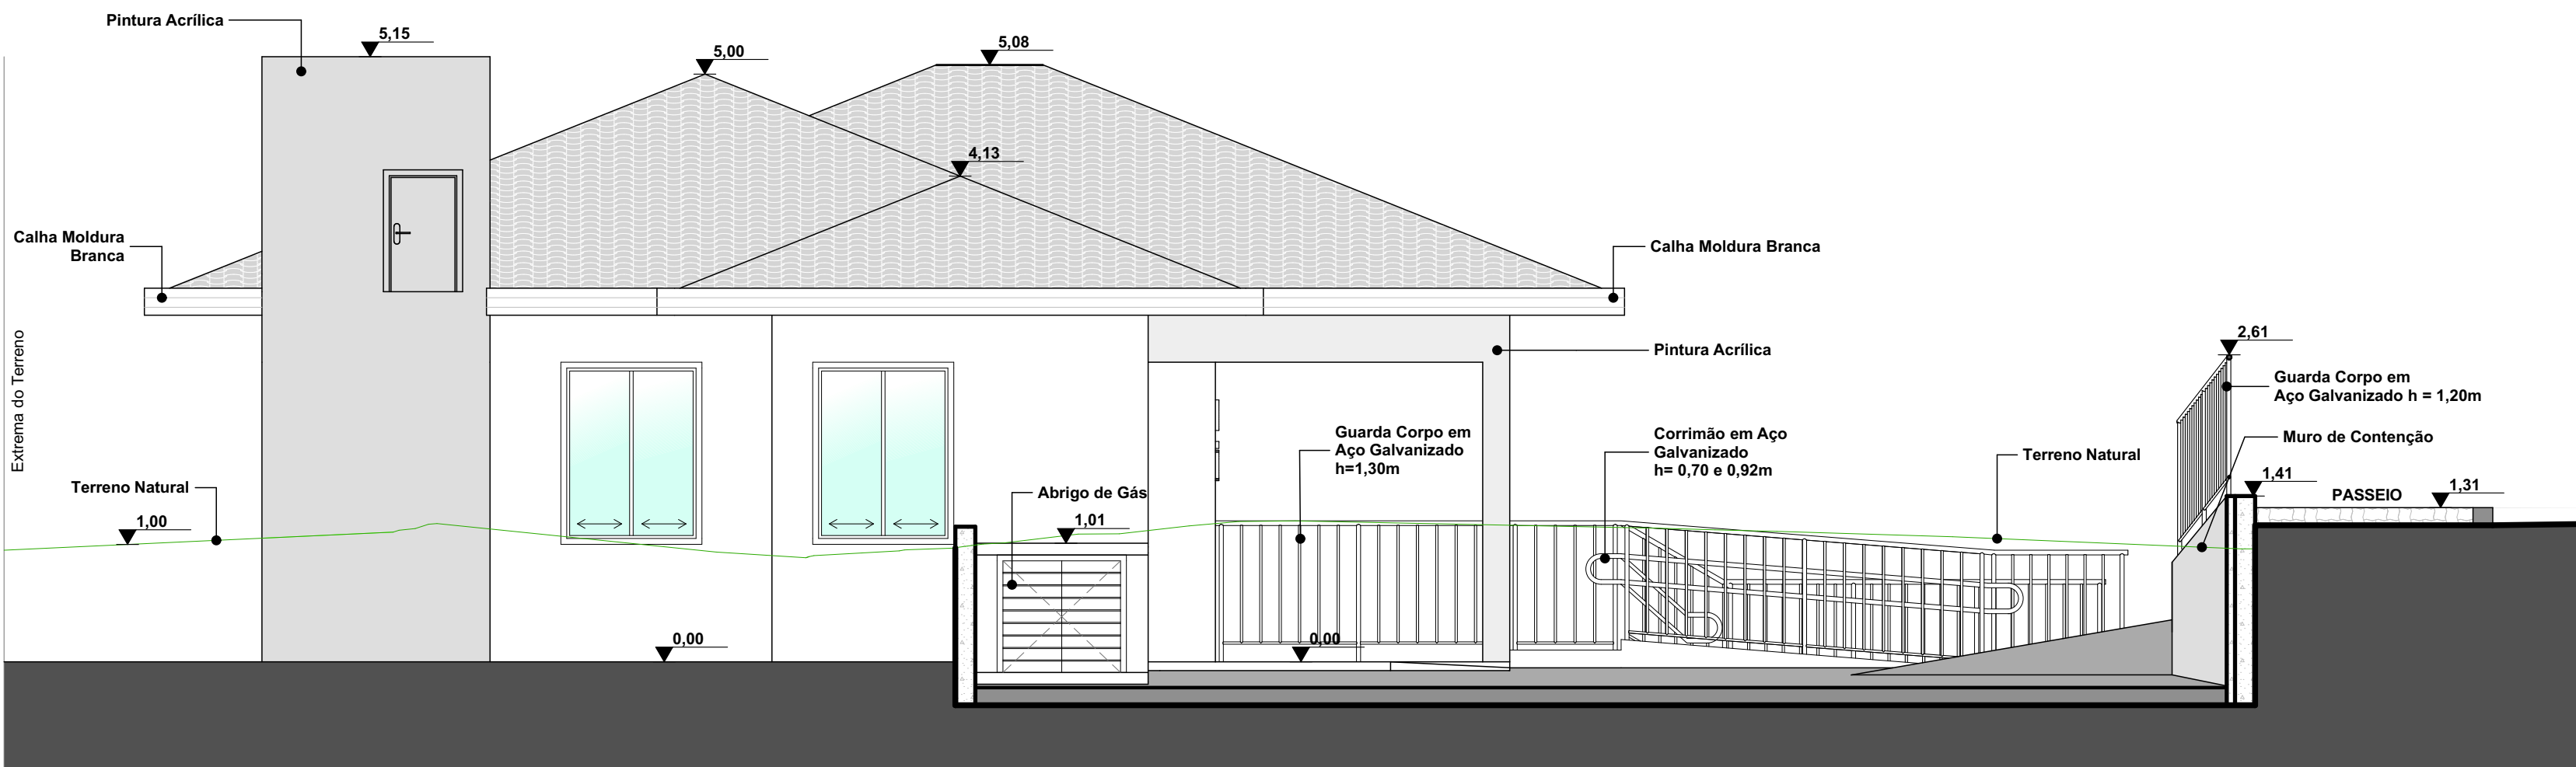 Pintura Acrílica
5,15
5,00
5,08
4,13
Calha Moldura
Branca
Calha Moldura Branca
Extrema do Terreno
Pintura Acrílica
2,61
Guarda Corpo em
Aço Galvanizado h = 1,20m
Guarda Corpo em
Aço Galvanizado
h=1,30m
Corrimão em Aço
Galvanizado
h= 0,70 e 0,92m
Muro de Contenção
Terreno Natural
1,41
PASSEIO
1,31
Terreno Natural
Abrigo de Gás
1,00
1,01
0,00
0,00